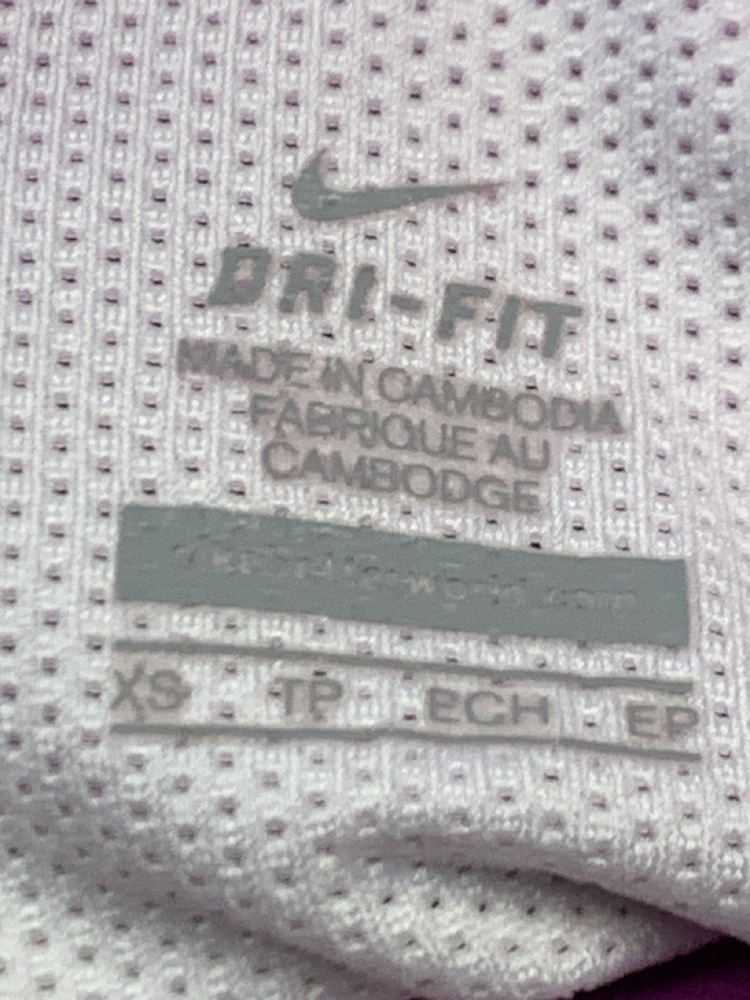 DRI-FIT
MADE IN CAMBODIA
FABRIQUE AU
CAMBODGE
XS TP ECH EP